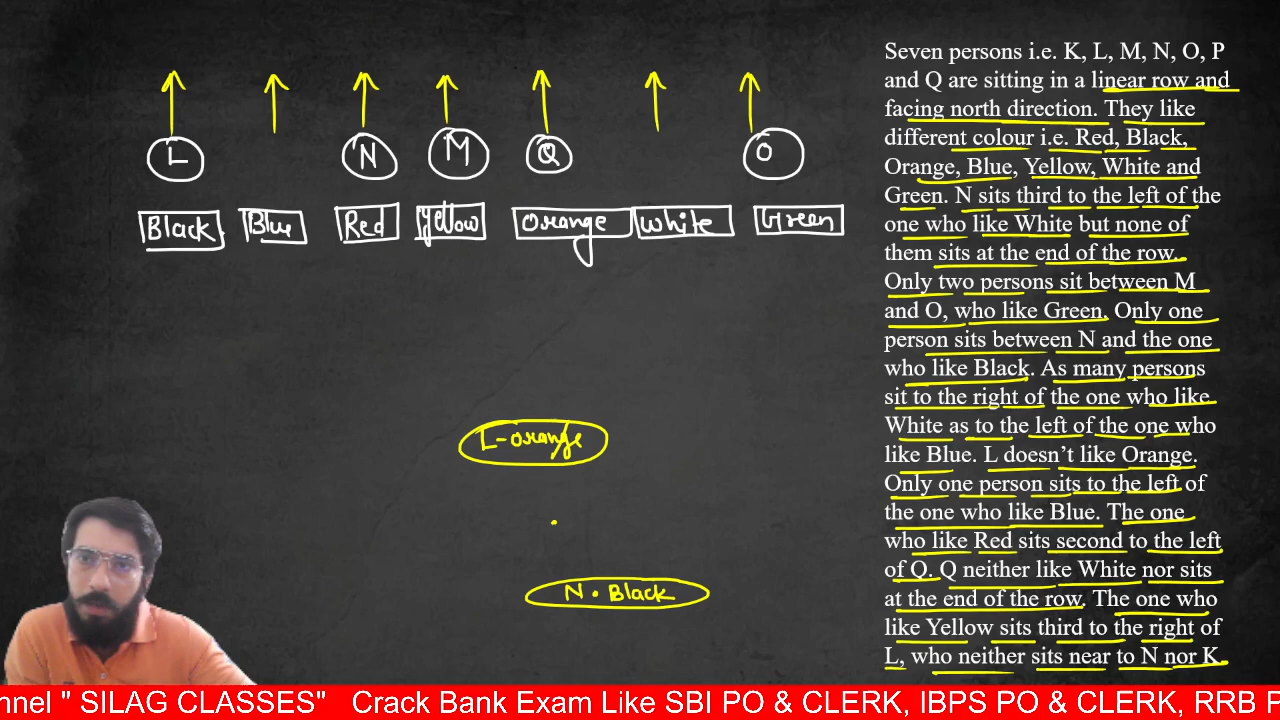 L N M Q O
Black Blue Red Yellow Orange White Green
L-orange
N • Black
Seven persons i.e. K, L, M, N, O, P
and Q are sitting in a linear row and
facing north direction. They like
different colour i.e. Red, Black,
Orange, Blue, Yellow, White and
Green. N sits third to the left of the
one who like White but none of
them sits at the end of the row.
Only two persons sit between M
and O, who like Green. Only one
person sits between N and the one
who like Black. As many persons
sit to the right of the one who like
White as to the left of the one who
like Blue. L doesn't like Orange.
Only one person sits to the left of
the one who like Blue. The one
who like Red sits second to the left
of Q. Q neither like White nor sits
at the end of the row. The one who
like Yellow sits third to the right of
L, who neither sits near to N nor K.
nnel " SILAG CLASSES" Crack Bank Exam Like SBI PO & CLERK, IBPS PO & CLERK, RRB P